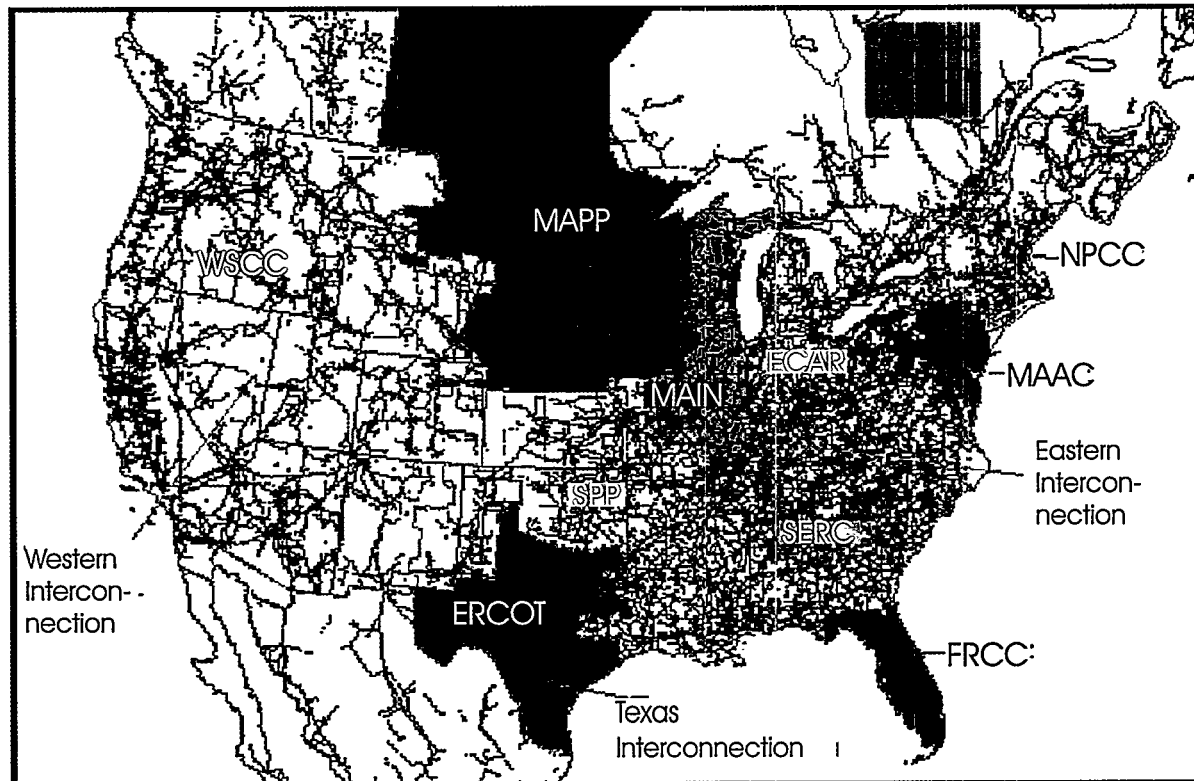 MAPP
WSCC
NPCC
ECAR
MAAC
MAIN
Eastern
Intercon-
nection
SPP
SERC
Western
Intercon-
nection
ERCOT
FRCC:
Texas
Interconnection